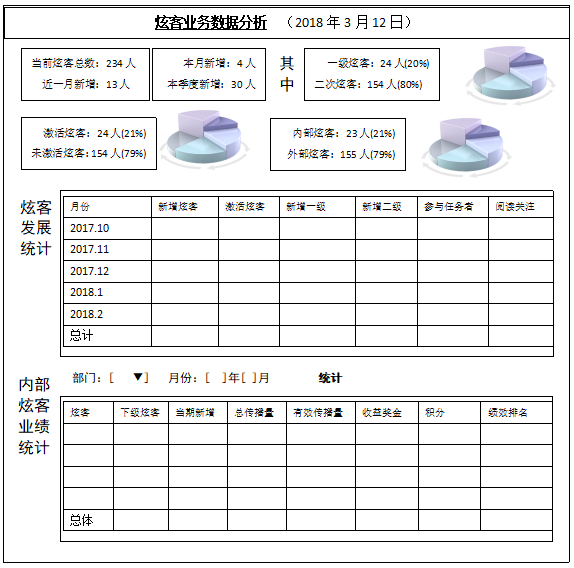 炫客业务数据分析 （2018 年 3 月 12 日）
当前炫客总数：234 人
近一月新增：13 人
本月新增：4 人
本季度新增：30 人
其中
一级炫客：24 人(20%)
二次炫客：154 人(80%)
激活炫客：24 人(21%)
未激活炫客：154 人(79%)
内部炫客：23 人(21%)
外部炫客：155 人(79%)
炫客发展统计
月份 新增炫客 激活炫客 新增一级 新增二级 参与任务者 阅读关注
2017.10
2017.11
2017.12
2018.1
2018.2
总计
内部炫客业绩统计
部门：[ ▼] 月份：[ ]年[ ]月 统计
炫客 下级炫客 当期新增 总传播量 有效传播量 收益奖金 积分 绩效排名
总体